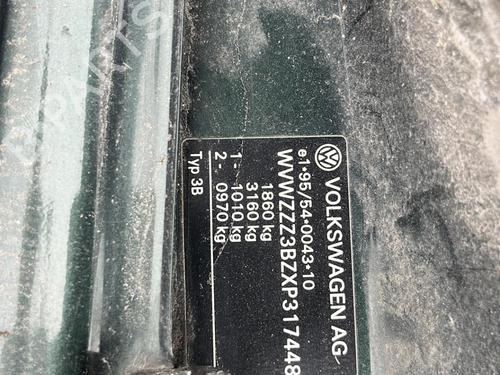 VOLKSWAGEN AG
e1*95/54*0043*10
WVWZZZ3BZXP317448
1860 kg
3160 kg
1- 1010 kg
2- 0970 kg
Typ 3B